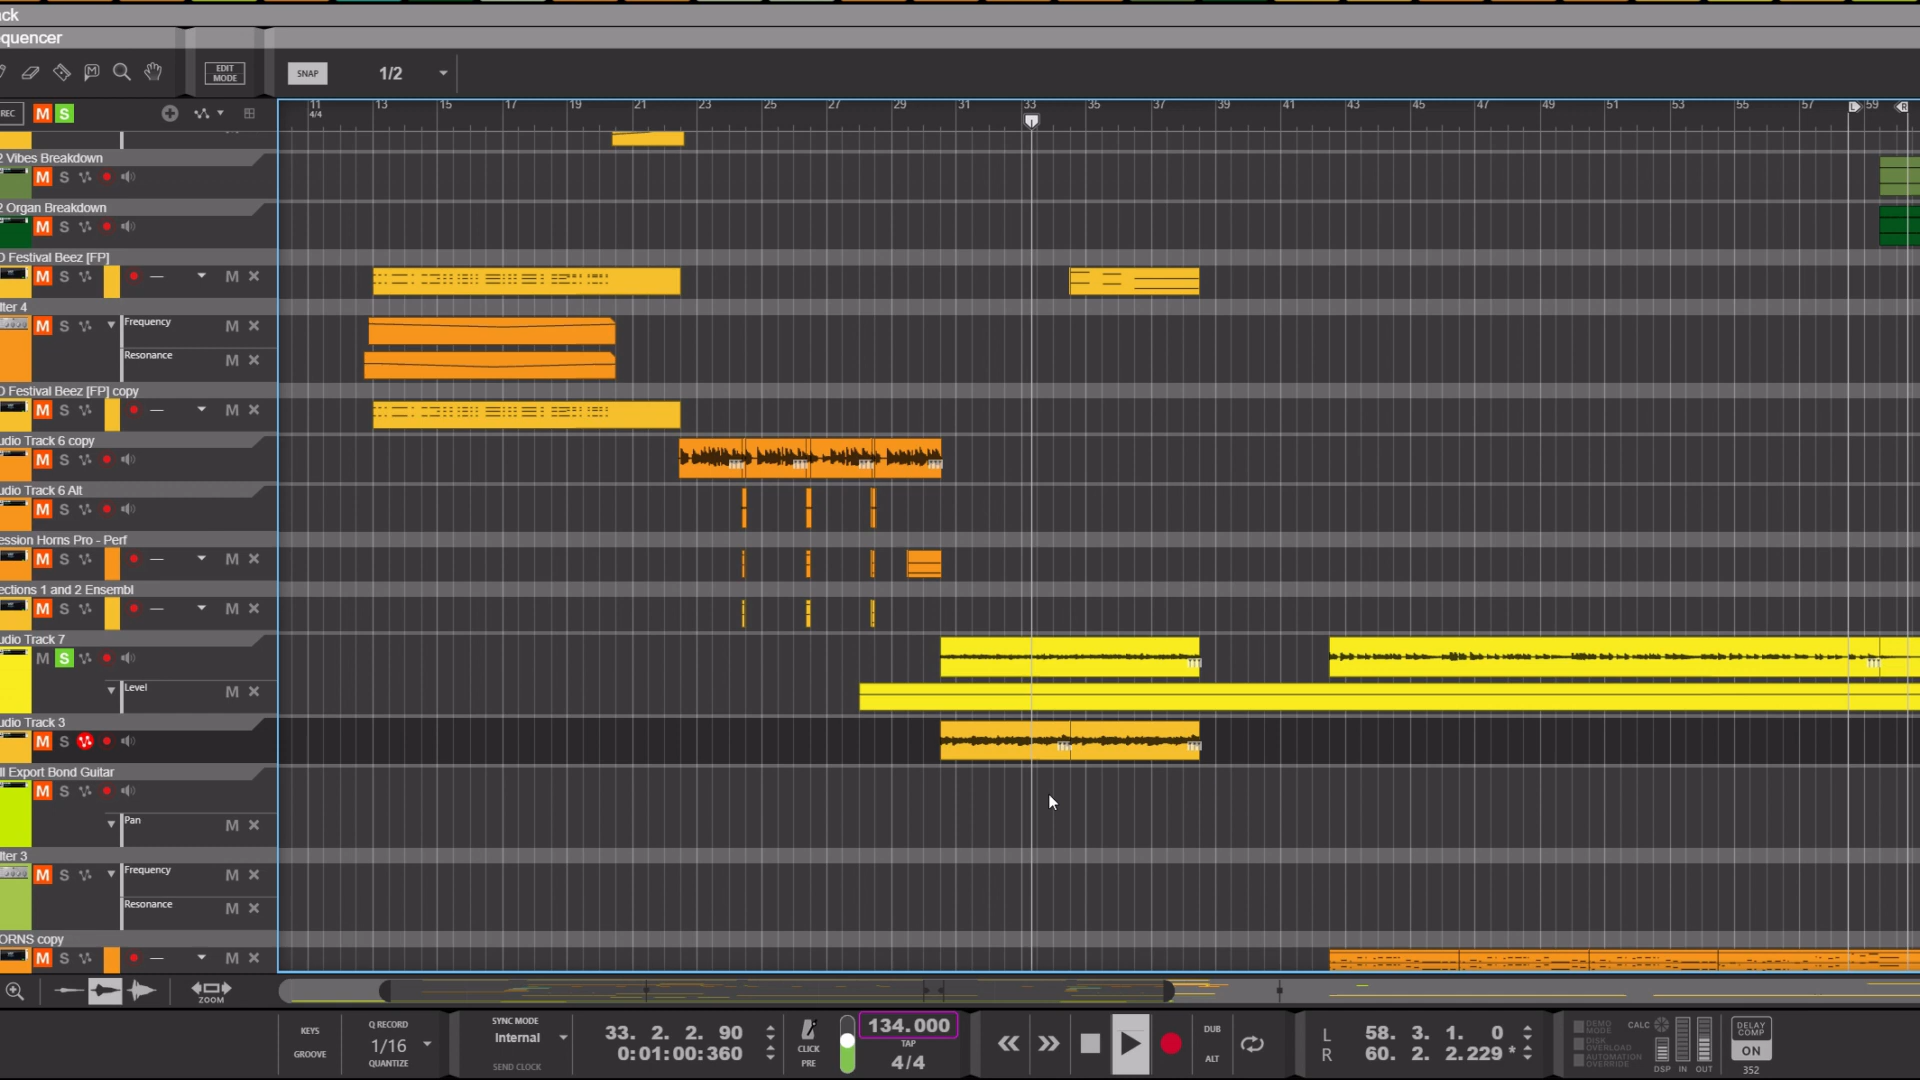 ck
quencer
EDIT
MODE
SNAP
1/2
REC
M S
11 13 15 17 19 21 23 25 27 29 31 33 35 37 39 41 43 45 47 49 51 53 55 57 59
4/4
L R
2 Vibes Breakdown
M S
2 Organ Breakdown
M S
D Festival Beez [FP]
M S M
lter 4
M S Frequency M
Resonance M
D Festival Beez [FP] copy
M S M
udio Track 6 copy
M S
udio Track 6 Alt
M S
ession Horns Pro - Perf
M S M
ections 1 and 2 Ensembl
M S M
udio Track 7
M S
Level M
udio Track 3
M S
ll Export Bond Guitar
M S
Pan M
lter 3
M S Frequency M
Resonance M
ORNS copy
M S M
ZOOM
KEYS
GROOVE
Q RECORD
1/16
QUANTIZE
SYNC MODE
Internal
SEND CLOCK
33. 2. 2. 90
0:01:00:360
CLICK
PRE
134.000
TAP
4/4
DUB
ALT
L 58. 3. 1. 0
R 60. 2. 2.229 *
DEMO
MODE
DISK
OVERLOAD
AUTOMATION
OVERRIDE
CALC
DSP IN OUT
DELAY
COMP
ON
352